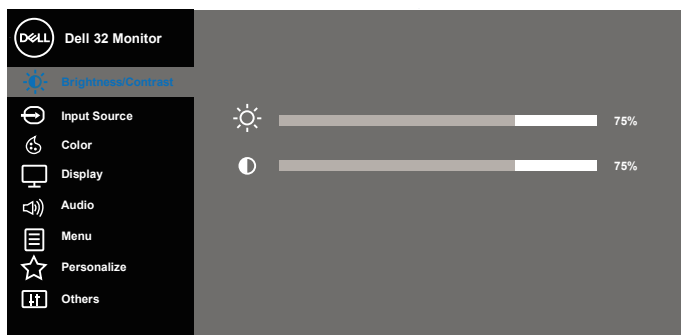 DELL Dell 32 Monitor
Brightness/Contrast
Input Source
75%
Color
Display
75%
Audio
Menu
Personalize
Others